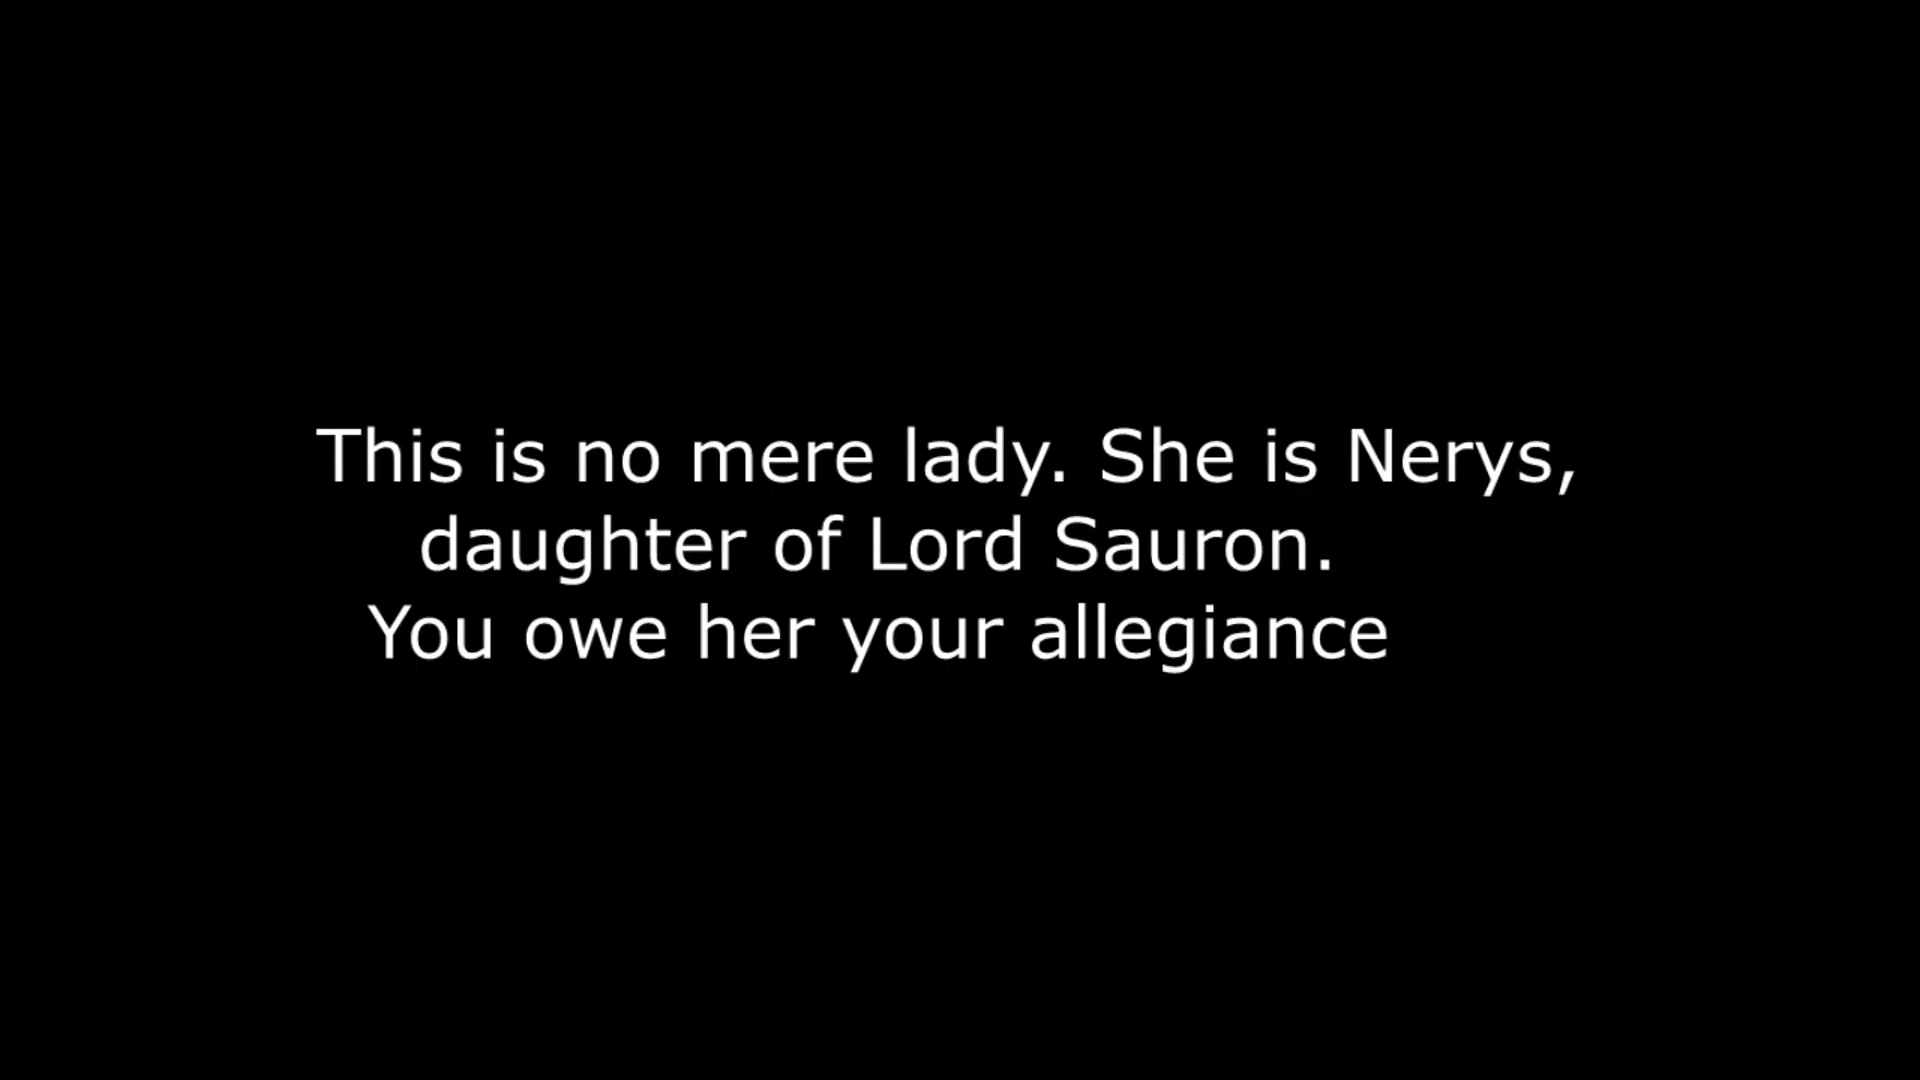 This is no mere lady. She is Nerys,
daughter of Lord Sauron.
You owe her your allegiance